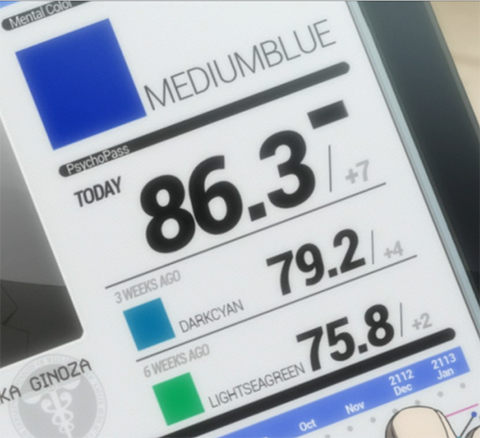 Mental Color
MEDIUMBLUE
PsychoPass
TODAY
86.3-/+7
3 WEEKS AGO
79.2/+4
DARKCYAN
6 WEEKS AGO
75.8/+2
LIGHTSEAGREEN
KA GINOZA
Oct Nov 2112 Dec 2113 Jan